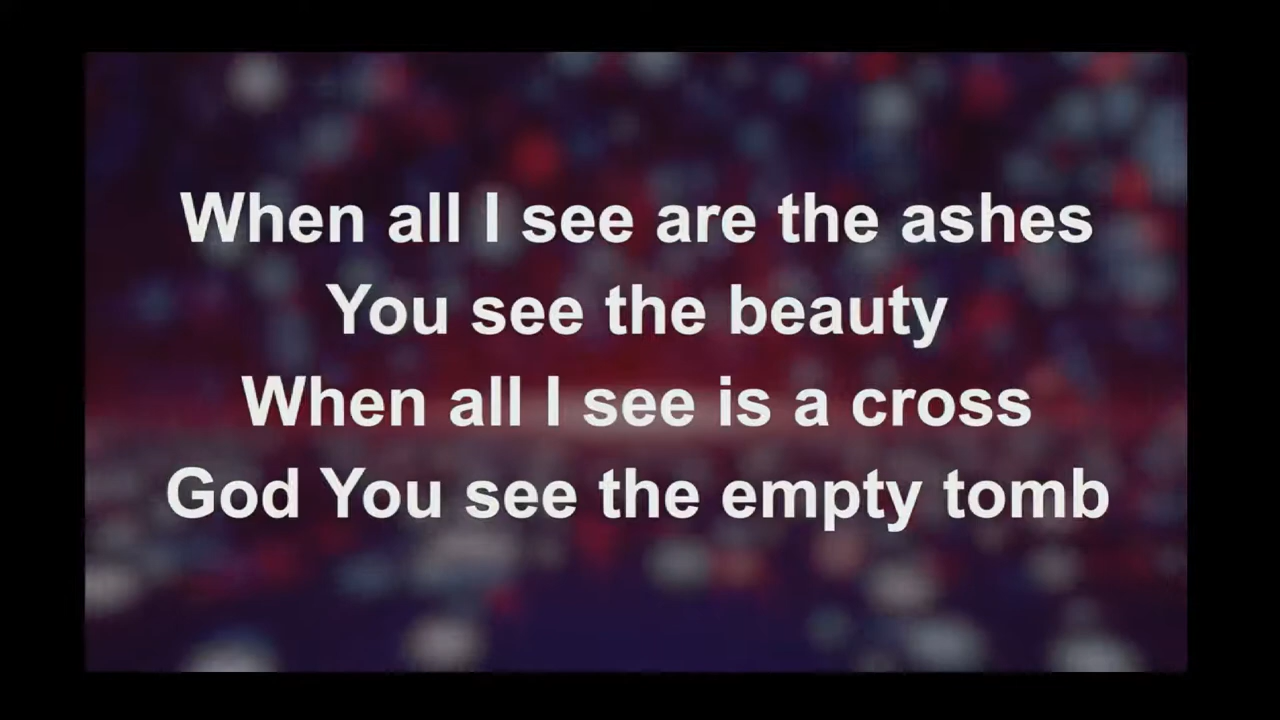 When all I see are the ashes
You see the beauty
When all I see is a cross
God You see the empty tomb